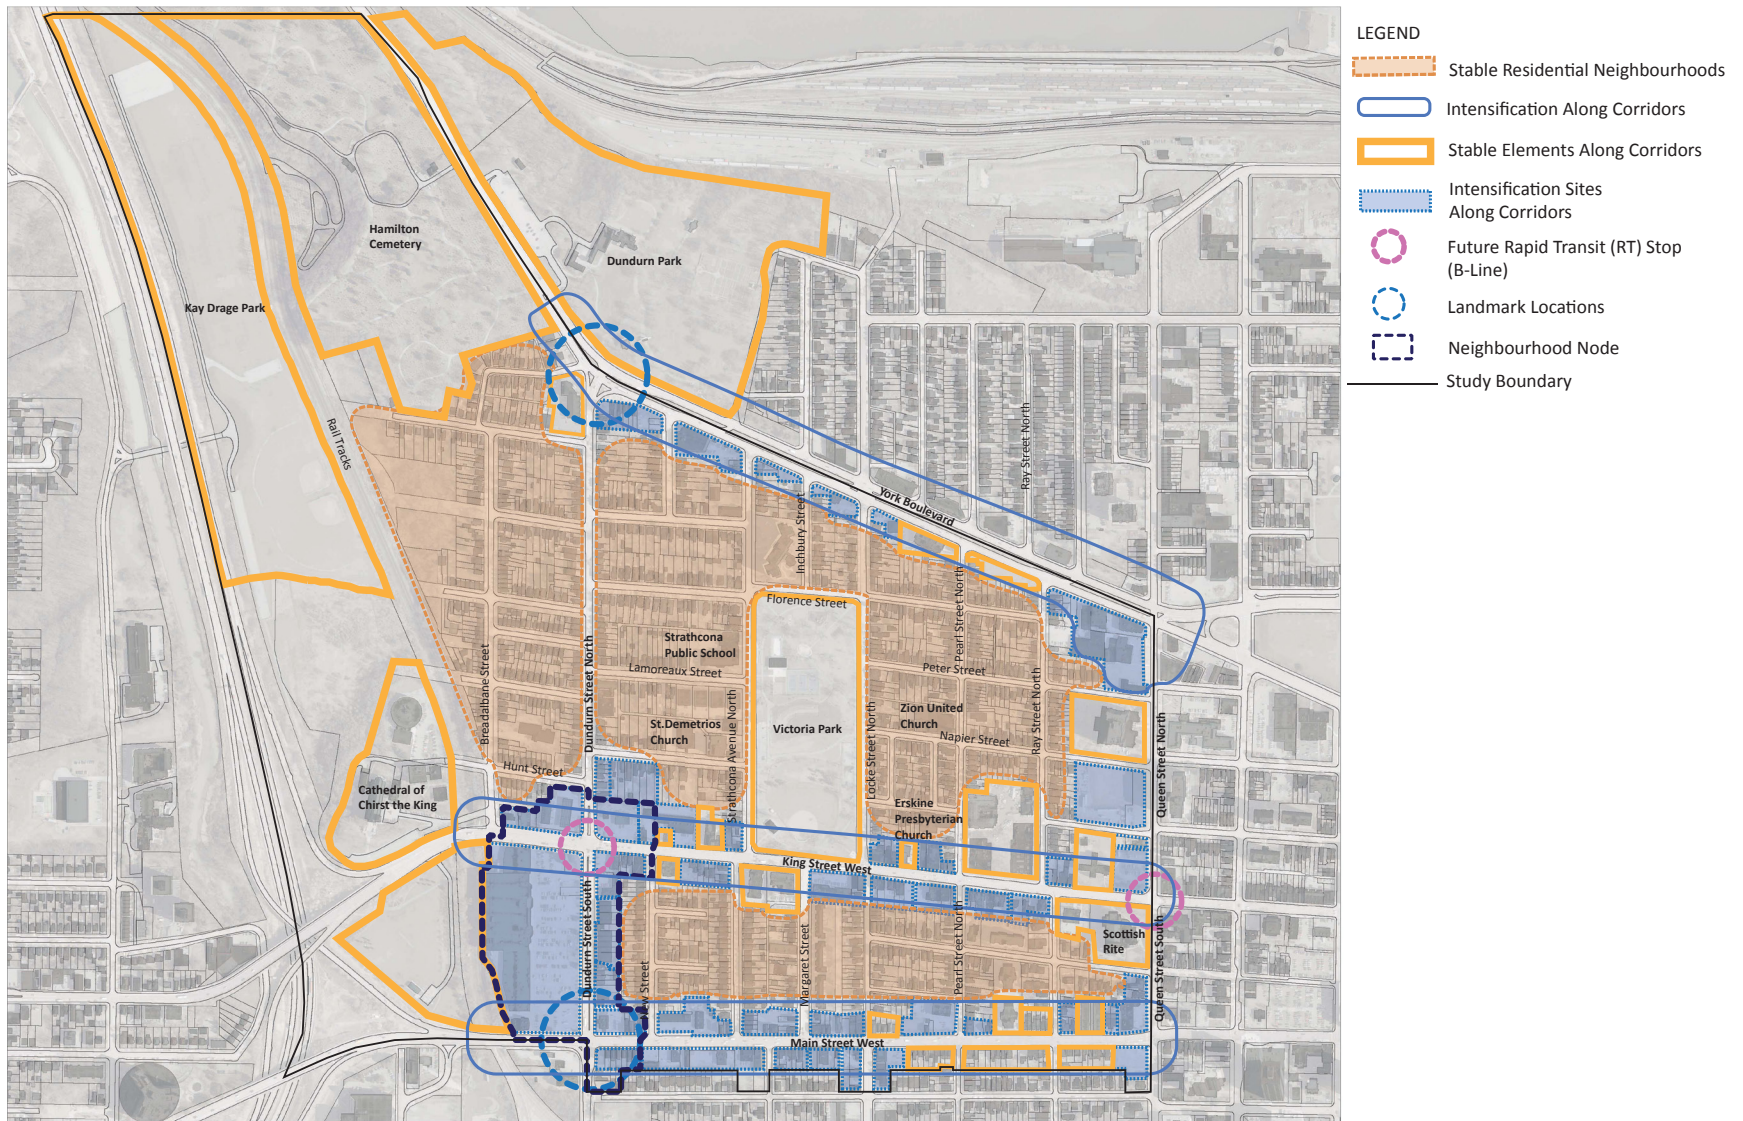 LEGEND
Stable Residential Neighbourhoods
Intensification Along Corridors
Stable Elements Along Corridors
Intensification Sites
Along Corridors
Future Rapid Transit (RT) Stop
(B-Line)
Landmark Locations
Neighbourhood Node
Study Boundary
Hamilton
Cemetery
Dundurn Park
Kay Drage Park
Rail Tracks
Ray Street North
York Boulevard
Inchbury Street
Florence Street
Pearl Street North
Strathcona
Public School
Lamoreaux Street
Peter Street
Breadalbane Street
Dundurn Street North
St.Demetrios
Church
Strathcona Avenue North
Victoria Park
Locke Street North
Zion United
Church
Napier Street
Ray Street North
Queen Street North
Hunt Street
Cathedral of
Chirst the King
Erskine
Presbyterian
Church
King Street West
Dundurn Street South
Margaret Street
Pearl Street North
Scottish
Rite
Queen Street South
Street
Main Street West